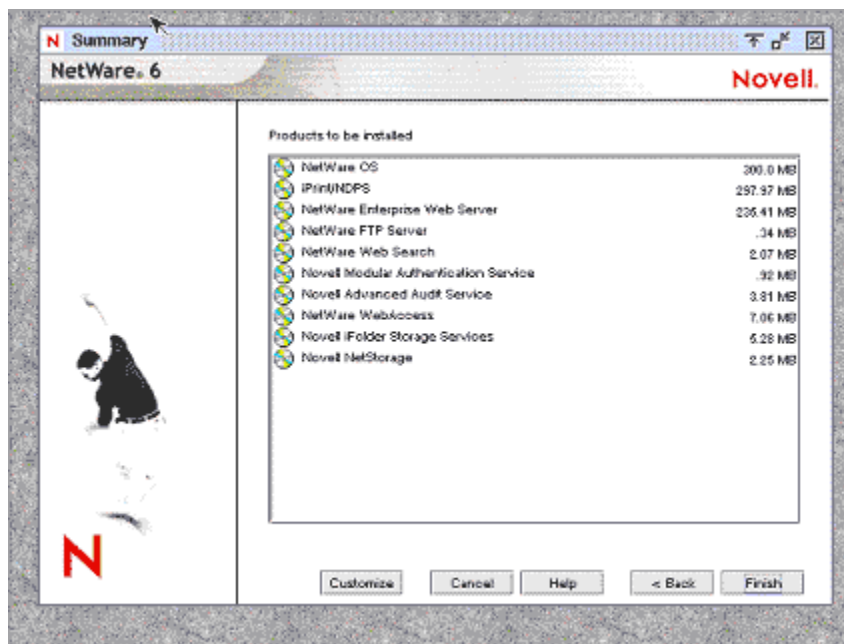 N Summary
NetWare® 6
Novell.
Products to be installed
NetWare OS 300.0 MB
iPrint/NDPS 297.97 MB
NetWare Enterprise Web Server 235.41 MB
NetWare FTP Server .34 MB
NetWare Web Search 2.07 MB
Novell Modular Authentication Service .92 MB
Novell Advanced Audit Service 3.81 MB
NetWare WebAccess 7.06 MB
Novell iFolder Storage Services 5.28 MB
Novell NetStorage 2.25 MB
N
Customize Cancel Help < Back Finish